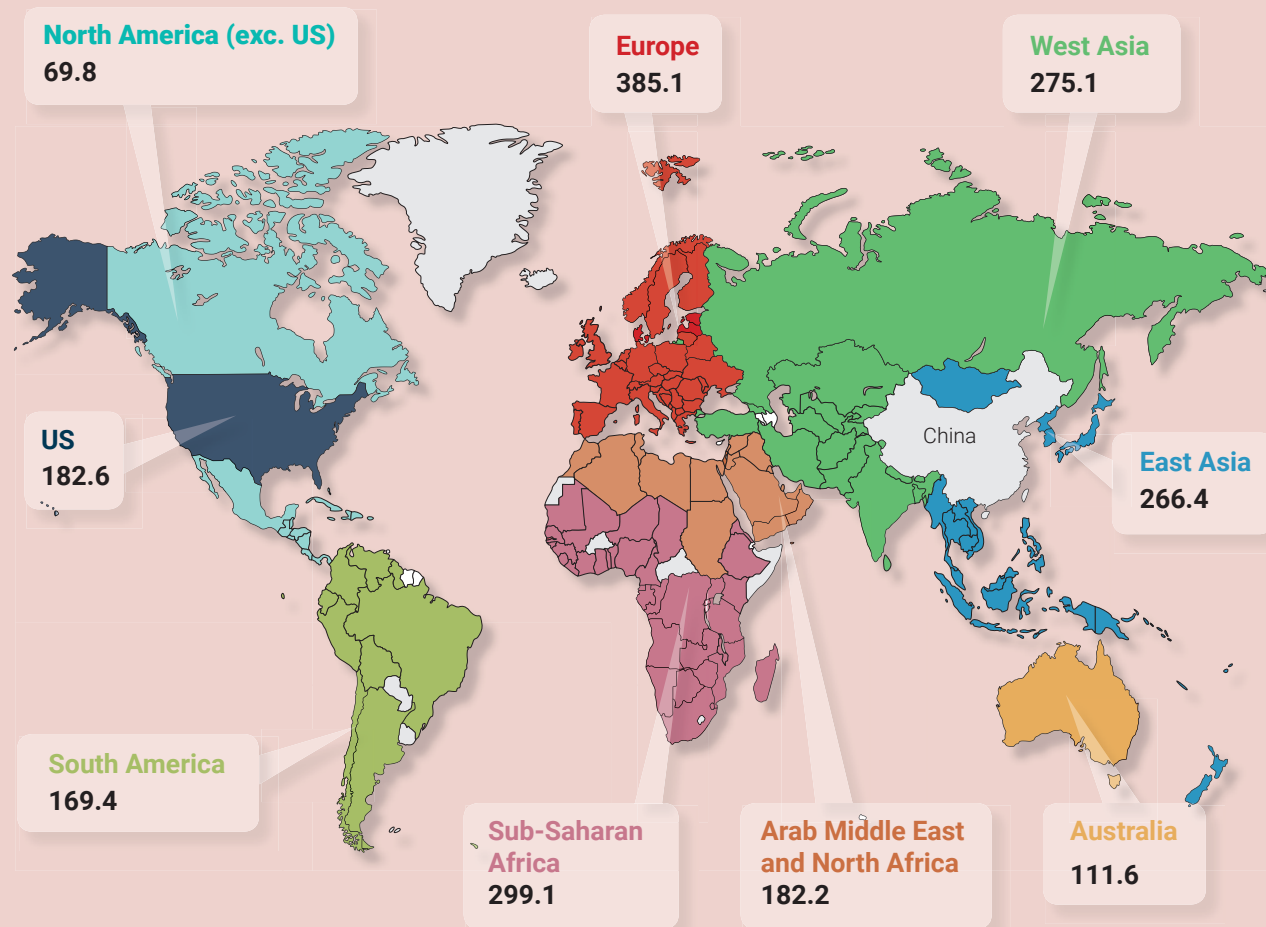 North America (exc. US)
69.8
Europe
385.1
West Asia
275.1
US
182.6
China
East Asia
266.4
South America
169.4
Sub-Saharan
Africa
299.1
Arab Middle East
and North Africa
182.2
Australia
111.6